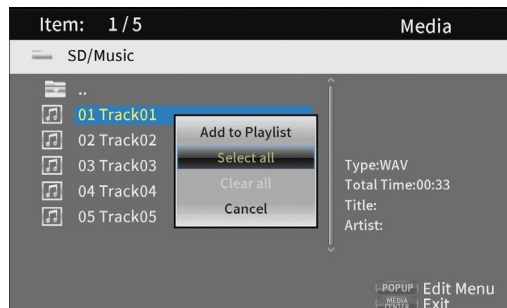 Item: 1/5 Media
SD/Music
..
01 Track01
02 Track02
03 Track03
04 Track04
05 Track05
Add to Playlist
Select all
Clear all
Cancel
Type:WAV
Total Time:00:33
Title:
Artist:
POPUP Edit Menu
MEDIA CENTER Exit